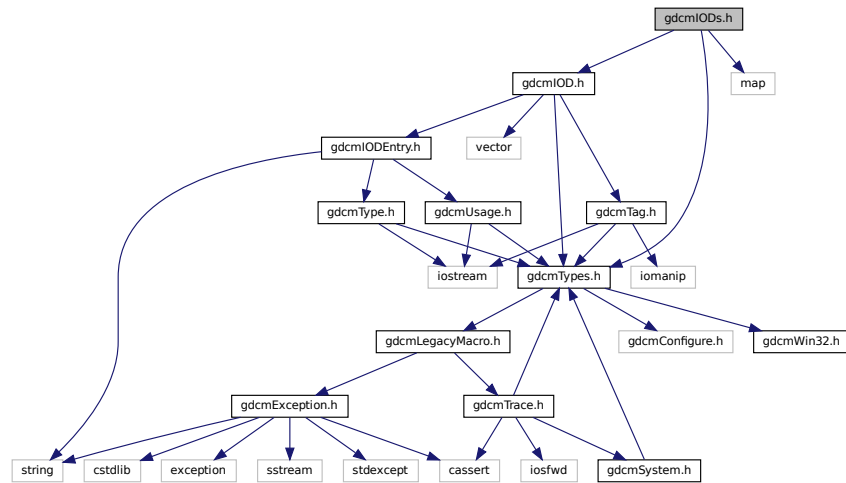 gdcmIODs.h
gdcmIOD.h
map
gdcmIODEntry.h
vector
gdcmType.h
gdcmUsage.h
gdcmTag.h
iostream
gdcmTypes.h
iomanip
gdcmLegacyMacro.h
gdcmConfigure.h
gdcmWin32.h
gdcmException.h
gdcmTrace.h
string
cstdlib
exception
sstream
stdexcept
cassert
iosfwd
gdcmSystem.h